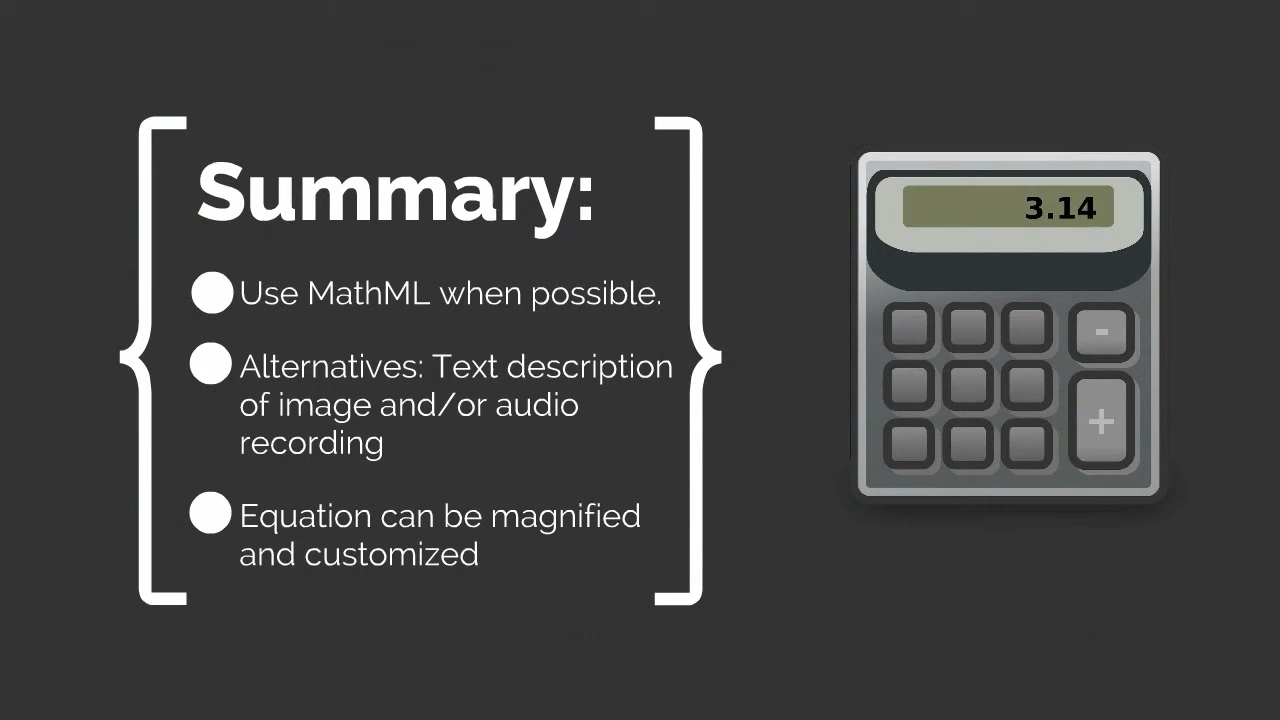 Summary:
Use MathML when possible.
Alternatives: Text description
of image and/or audio
recording
Equation can be magnified
and customized
3.14
-
+